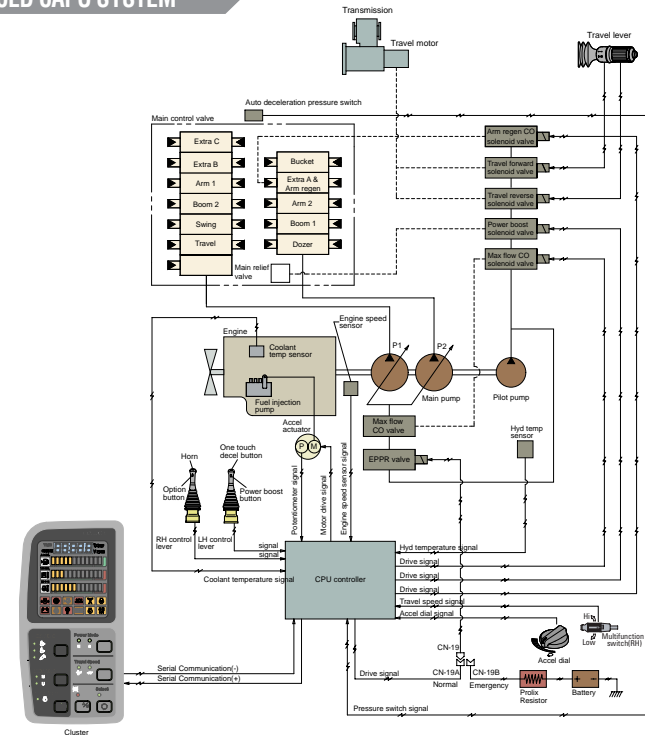 CAPO SYSTEM
Transmission
Travel motor
Travel lever
Auto deceleration pressure switch
Main control valve
Extra C
Extra B
Arm 1
Boom 2
Swing
Travel
Bucket
Extra A &
Arm regen
Arm 2
Boom 1
Dozer
Main relief
valve
Arm regen CO
solenoid valve
Travel forward
solenoid valve
Travel reverse
solenoid valve
Power boost
solenoid valve
Max flow CO
solenoid valve
Engine speed
sensor
Engine
Coolant
temp sensor
Fuel injection
pump
Accel
actuator
P M
P1
P2
Main pump
Pilot pump
Max flow
CO valve
EPPR valve
Hyd temp
sensor
Horn
Option
button
One touch
decel button
Power boost
button
RH control
lever
LH control
lever
Potentiometer signal
Motor drive signal
Engine speed sensor signal
signal
signal
Coolant temperature signal
CPU controller
Hyd temperature signal
Drive signal
Drive signal
Drive signal
Travel speed signal
Accel dial signal
Hi
Low
Multifunction
switch(RH)
Accel dial
CN-19
CN-19A
CN-19B
Normal
Emergency
Drive signal
Prolix
Resistor
Battery
Serial Communication(-)
Serial Communication(+)
Pressure switch signal
Power Mode
Travel Speed
Select
Cluster